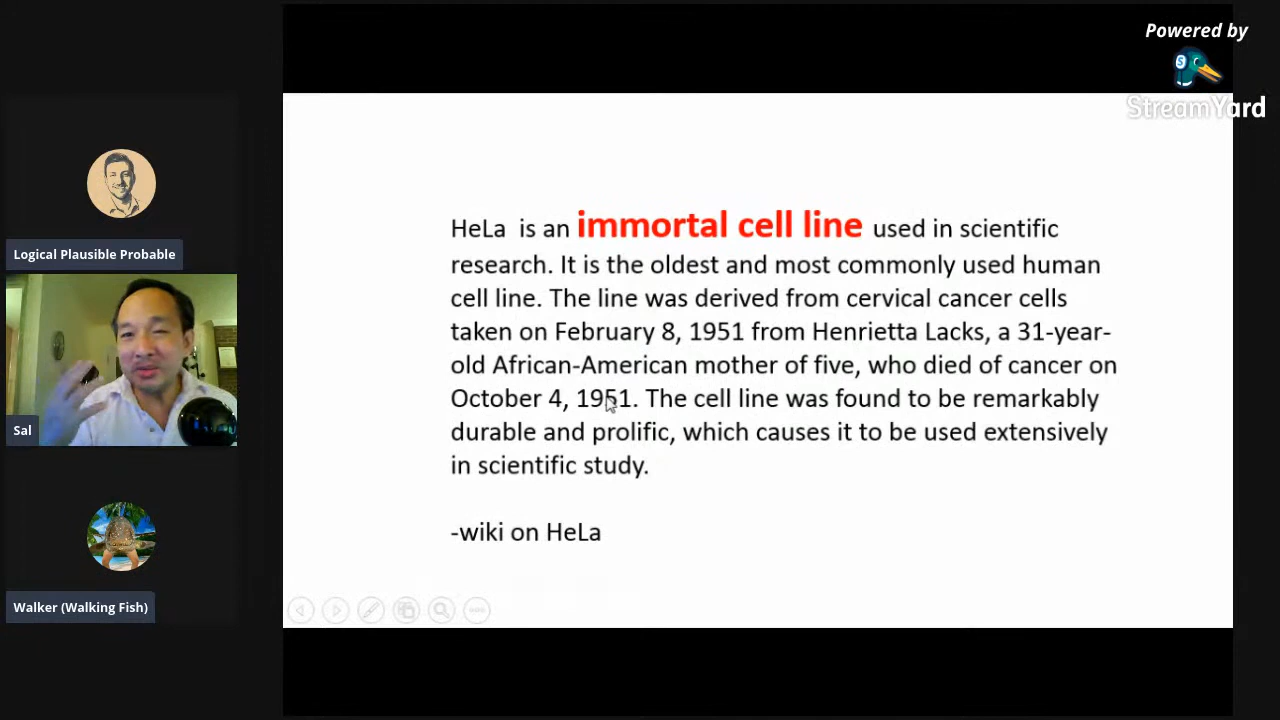 Powered by
StreamYard
Logical Plausible Probable
Sal
Walker (Walking Fish)
HeLa is an immortal cell line used in scientific
research. It is the oldest and most commonly used human
cell line. The line was derived from cervical cancer cells
taken on February 8, 1951 from Henrietta Lacks, a 31-year-
old African-American mother of five, who died of cancer on
October 4, 1951. The cell line was found to be remarkably
durable and prolific, which causes it to be used extensively
in scientific study.
-wiki on HeLa